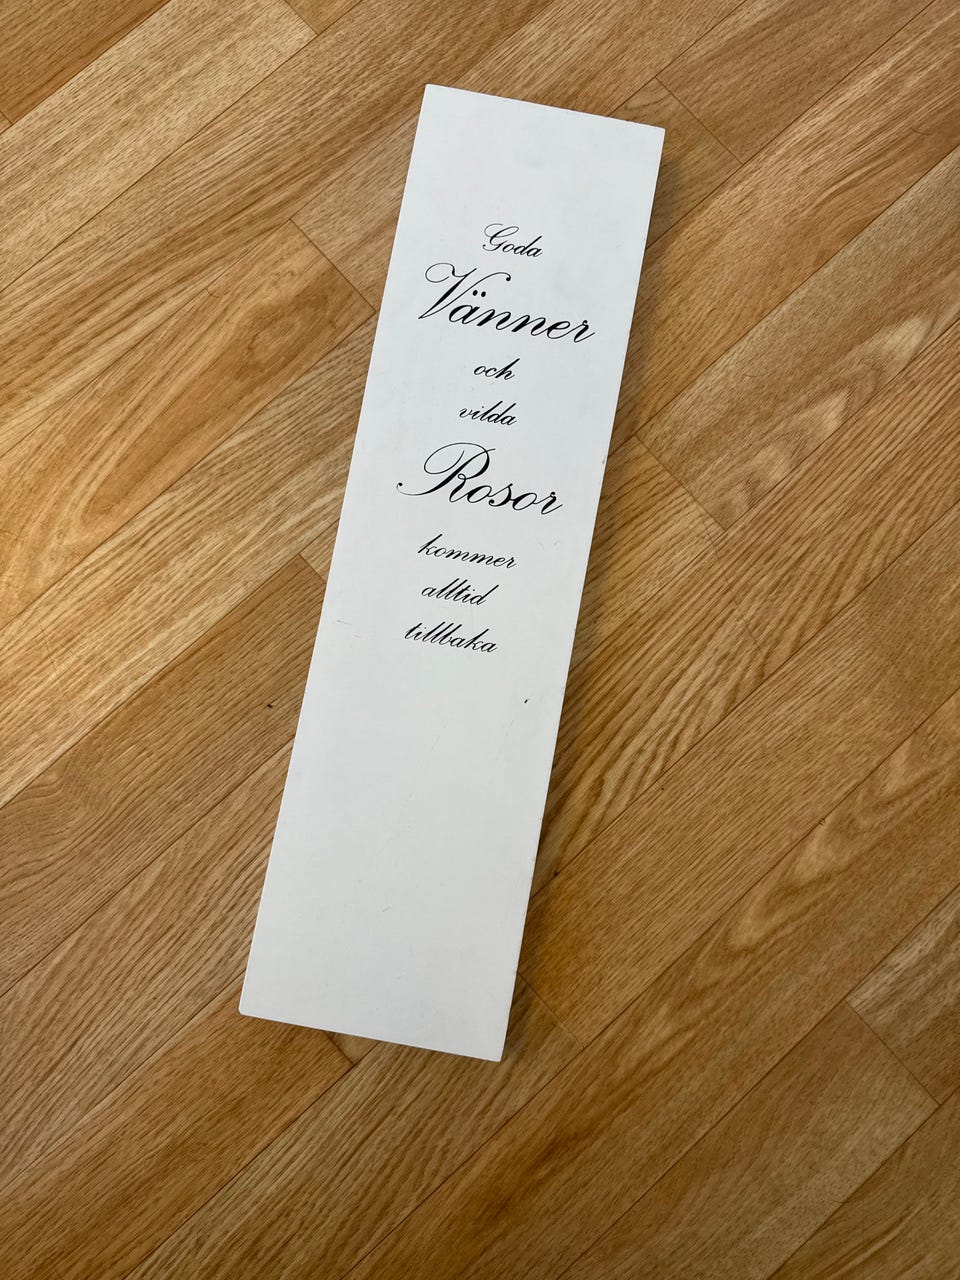 Goda
Vänner
och
vilda
Rosor
kommer
alltid
tillbaka